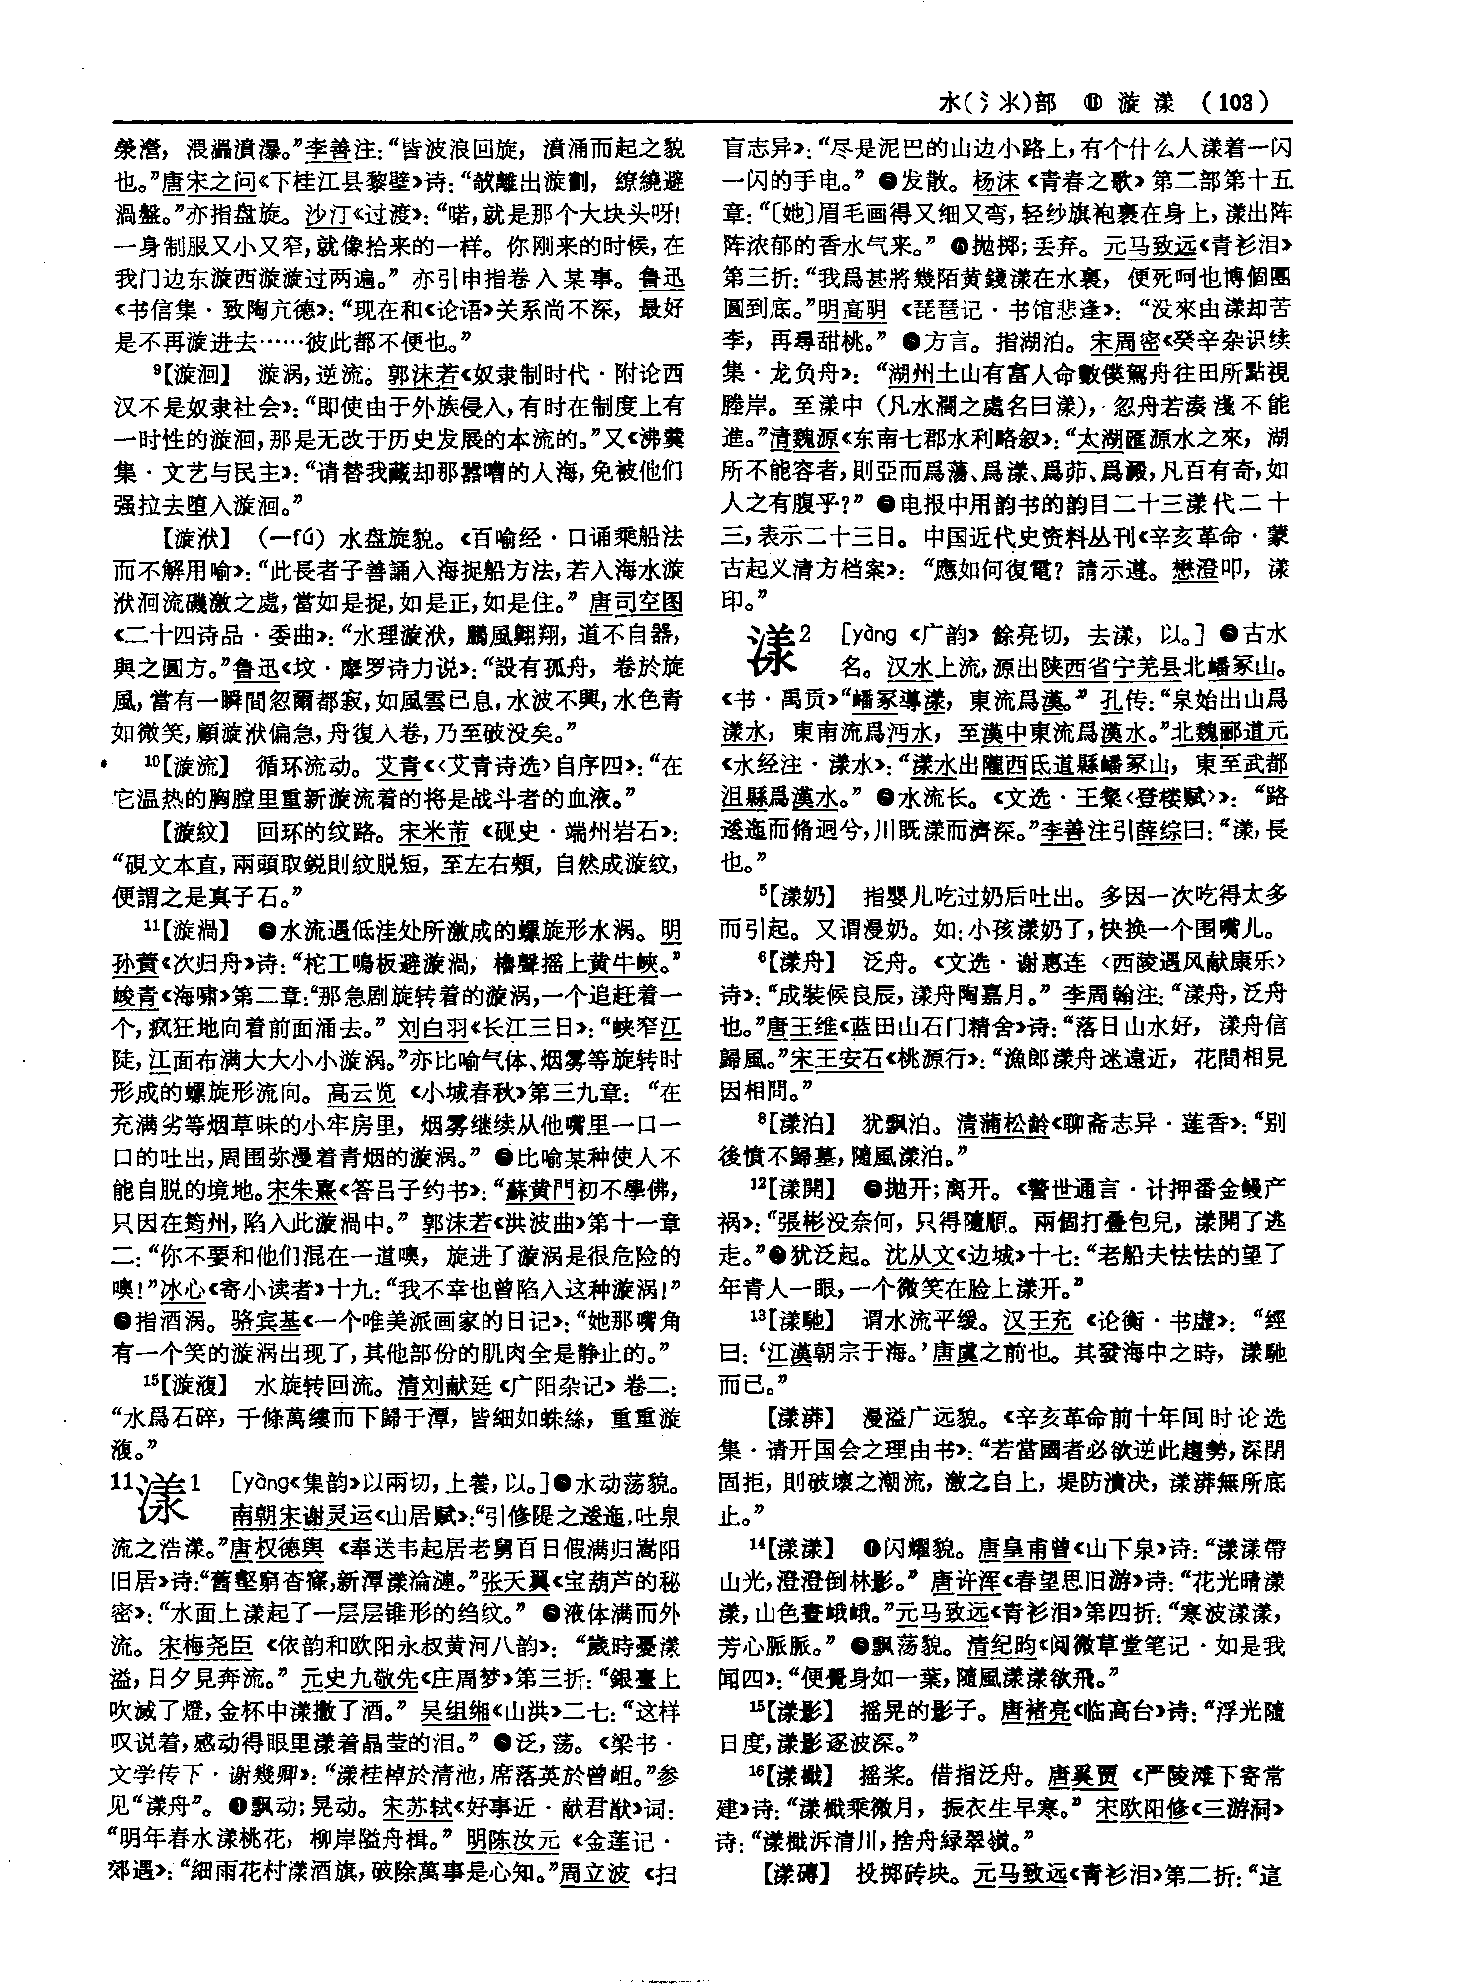 水(氵氺)部 ⑪ 漩 漾 (103)
滎瀯，渨㵽濆瀑。”李善注：“皆波浪回旋，濆涌而起之貌
也。”唐宋之问《下桂江县黎壁》诗：“欹離出漩劃，繚繞避
渦盤。”亦指盘旋。沙汀《过渡》：“喏，就是那个大块头呀！
一身制服又小又窄，就像拾来的一样。你刚来的时候，在
我门边东漩西漩漩过两遍。”亦引申指卷入某事。鲁迅
《书信集·致陶亢德》：“现在和《论语》关系尚不深，最好
是不再漩进去……彼此都不便也。”
9【漩洄】 漩涡，逆流。郭沫若《奴隶制时代·附论西
汉不是奴隶社会》：“即使由于外族侵入，有时在制度上有
一时性的漩洄，那是无改于历史发展的本流的。”又《沸羹
集·文艺与民主》：“请替我藏却那嚣嘈的人海，免被他们
强拉去堕入漩洄。”
【漩洑】 (—fú) 水盘旋貌。《百喻经·口诵乘船法
而不解用喻》：“此長者子善誦入海捉船方法，若入海水漩
洑洄流磯激之處，當如是捉，如是正，如是住。”唐司空图
《二十四诗品·委曲》：“水理漩洑，鵬風翺翔，道不自器，
與之圓方。”鲁迅《坟·摩罗诗力说》：“設有孤舟，卷於旋
風，當有一瞬間忽爾都寂，如風雲已息，水波不興，水色青
如微笑，顧漩洑偏急，舟復入卷，乃至破没矣。”
10【漩流】 循环流动。艾青《〈艾青诗选〉自序四》：“在
它温热的胸膛里重新漩流着的将是战斗者的血液。”
【漩紋】 回环的纹路。宋米芾《砚史·端州岩石》：
“硯文本直，兩頭取鋭則紋脱短，至左右頰，自然成漩纹，
便謂之是真子石。”
11【漩渦】 ❶水流遇低洼处所激成的螺旋形水涡。明
孙蕡《次归舟》诗：“柁工鳴板避漩渦，櫓聲摇上黄牛峽。”
峻青《海啸》第二章：“那急剧旋转着的漩涡，一个追赶着一
个，疯狂地向着前面涌去。”刘白羽《长江三日》：“峡窄江
陡，江面布满大大小小漩涡。”亦比喻气体、烟雾等旋转时
形成的螺旋形流向。高云览《小城春秋》第三九章：“在
充满劣等烟草味的小牢房里，烟雾继续从他嘴里一口一
口的吐出，周围弥漫着青烟的漩涡。”❷比喻某种使人不
能自脱的境地。宋朱熹《答吕子约书》：“蘇黄門初不學佛，
只因在筠州，陷入此漩渦中。”郭沫若《洪波曲》第十一章
二：“你不要和他们混在一道噢，旋进了漩涡是很危险的
噢！”冰心《寄小读者》十九：“我不幸也曾陷入这种漩涡！”
❸指酒涡。骆宾基《一个唯美派画家的日记》：“她那嘴角
有一个笑的漩涡出现了，其他部份的肌肉全是静止的。”
15【漩澓】 水旋转回流。清刘献廷《广阳杂记》卷二：
“水爲石碎，千條萬縷而下歸于潭，皆細如蛛絲，重重漩
澓。”
11漾1 [yàng《集韵》以兩切，上養，以。]❶水动荡貌。
南朝宋谢灵运《山居赋》：“引修隄之逶迤，吐泉
流之浩漾。”唐权德舆《奉送韦起居老舅百日假满归嵩阳
旧居》诗：“舊壑窮杳窱，新潭漾淪漣。”张天翼《宝葫芦的秘
密》：“水面上漾起了一层层锥形的绉纹。”❷液体满而外
流。宋梅尧臣《依韵和欧阳永叔黄河八韵》：“歲時憂漾
溢，日夕見奔流。”元史九敬先《庄周梦》第三折：“銀臺上
吹减了燈，金杯中漾撒了酒。”吴组缃《山洪》二七：“这样
叹说着，感动得眼里漾着晶莹的泪。”❸泛，荡。《梁书·
文学传下·谢幾卿》：“漾桂棹於清池，席落英於曾岨。”参
见“漾舟”。❹飘动；晃动。宋苏轼《好事近·献君猷》词：
“明年春水漾桃花，柳岸隘舟楫。”明陈汝元《金莲记·
郊遇》：“細雨花村漾酒旗，破除萬事是心知。”周立波《扫
盲志异》：“尽是泥巴的山边小路上，有个什么人漾着一闪
一闪的手电。”❺发散。杨沫《青春之歌》第二部第十五
章：“〔她〕眉毛画得又细又弯，轻纱旗袍裹在身上，漾出阵
阵浓郁的香水气来。”❻抛掷；丢弃。元马致远《青衫泪》
第三折：“我爲甚將幾陌黄錢漾在水裏，便死呵也博個團
圓到底。”明高明《琵琶记·书馆悲逢》：“没來由漾却苦
李，再尋甜桃。”❼方言。指湖泊。宋周密《癸辛杂识续
集·龙负舟》：“湖州土山有富人命數僕駕舟往田所點視
塍岸。至漾中（凡水濶之處名曰漾），忽舟若湊淺不能
進。”清魏源《东南七郡水利略叙》：“太湖匯源水之來，湖
所不能容者，則亞而爲蕩、爲漾、爲茆、爲澱，凡百有奇，如
人之有腹乎？”❽电报中用韵书的韵目二十三漾代二十
三，表示二十三日。中国近代史资料丛刊《辛亥革命·蒙
古起义清方档案》：“應如何復電？請示遵。懋澄叩，漾
印。”
漾2 [yàng《广韵》餘亮切，去漾，以。]❶古水
名。汉水上流，源出陕西省宁羌县北嶓冢山。
《书·禹贡》“嶓冢導漾，東流爲漢。”孔传：“泉始出山爲
漾水，東南流爲沔水，至漢中東流爲漢水。”北魏郦道元
《水经注·漾水》：“漾水出隴西氐道縣嶓冢山，東至武都
沮縣爲漢水。”❷水流长。《文选·王粲〈登楼赋〉》：“路
逶迤而脩迥兮，川既漾而濟深。”李善注引薛综曰：“漾，長
也。”
5【漾奶】 指婴儿吃过奶后吐出。多因一次吃得太多
而引起。又谓漫奶。如：小孩漾奶了，快换一个围嘴儿。
6【漾舟】 泛舟。《文选·谢惠连〈西陵遇风献康乐〉
诗》：“成裝候良辰，漾舟陶嘉月。”李周翰注：“漾舟，泛舟
也。”唐王维《蓝田山石门精舍》诗：“落日山水好，漾舟信
歸風。”宋王安石《桃源行》：“漁郎漾舟迷遠近，花間相見
因相問。”
8【漾泊】 犹飘泊。清蒲松龄《聊斋志异·莲香》：“别
後憤不歸墓，隨風漾泊。”
12【漾開】 ❶抛开；离开。《警世通言·计押番金鳗产
祸》：“張彬没奈何，只得隨順。兩個打疊包兒，漾開了逃
走。”❷犹泛起。沈从文《边城》十七：“老船夫怯怯的望了
年青人一眼，一个微笑在脸上漾开。”
13【漾馳】 谓水流平缓。汉王充《论衡·书虚》：“經
曰：‘江漢朝宗于海。’唐虞之前也。其發海中之時，漾馳
而已。”
【漾漭】 漫溢广远貌。《辛亥革命前十年间时论选
集·请开国会之理由书》：“若當國者必欲逆此趨勢，深閉
固拒，則破壞之潮流，激之自上，堤防潰决，漾漭無所底
止。”
14【漾漾】 ❶闪耀貌。唐皇甫曾《山下泉》诗：“漾漾帶
山光，澄澄倒林影。”唐许浑《春望思旧游》诗：“花光晴漾
漾，山色晝峨峨。”元马致远《青衫泪》第四折：“寒波漾漾，
芳心脈脈。”❷飘荡貌。清纪昀《阅微草堂笔记·如是我
闻四》：“便覺身如一葉，隨風漾漾欲飛。”
15【漾影】 摇晃的影子。唐褚亮《临高台》诗：“浮光隨
日度，漾影逐波深。”
16【漾檝】 摇桨。借指泛舟。唐奚贾《严陵滩下寄常
建》诗：“漾檝乘微月，振衣生早寒。”宋欧阳修《三游洞》
诗：“漾檝泝清川，捨舟緑翠嶺。”
【漾磚】 投掷砖块。元马致远《青衫泪》第二折：“這